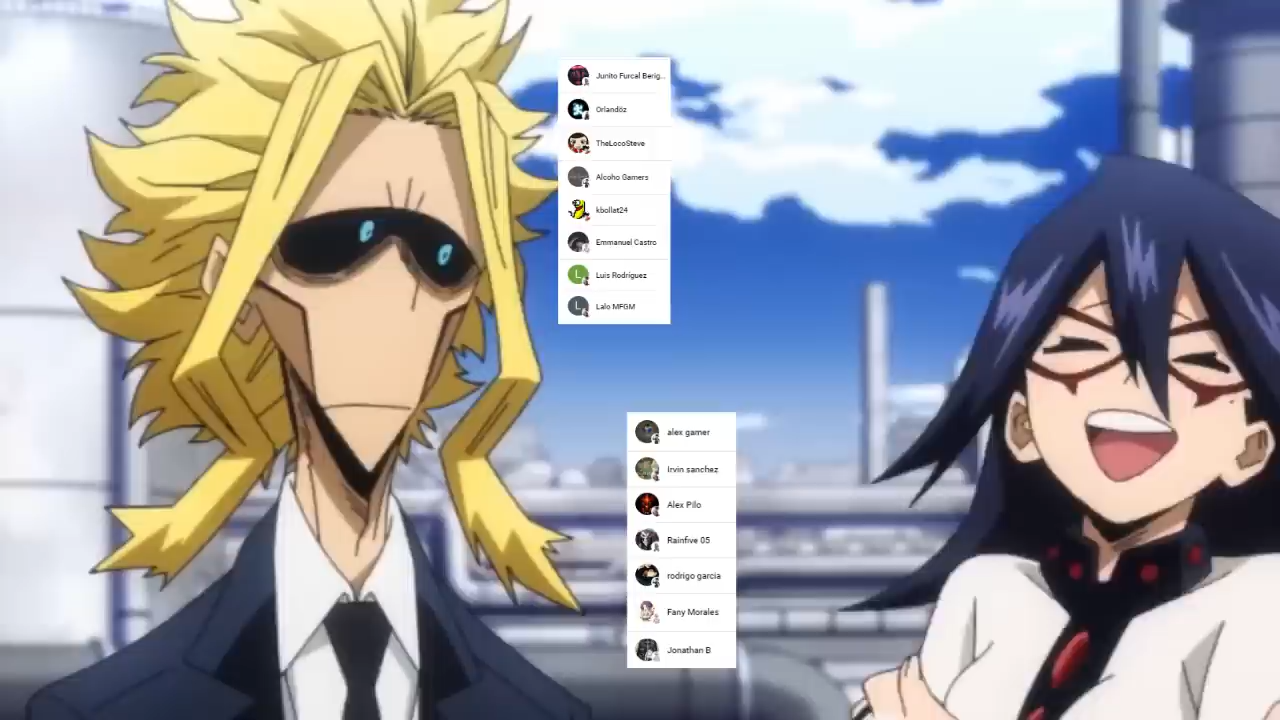 Junito Furcal Berig...
Orlandöz
TheLocoSteve
Alcoho Gamers
kbollat24
Emmanuel Castro
L Luis Rodríguez
L Lalo MFGM
alex gamer
Irvin sanchez
Alex Pilo
Rainfive 05
rodrigo garcia
Fany Morales
Jonathan B